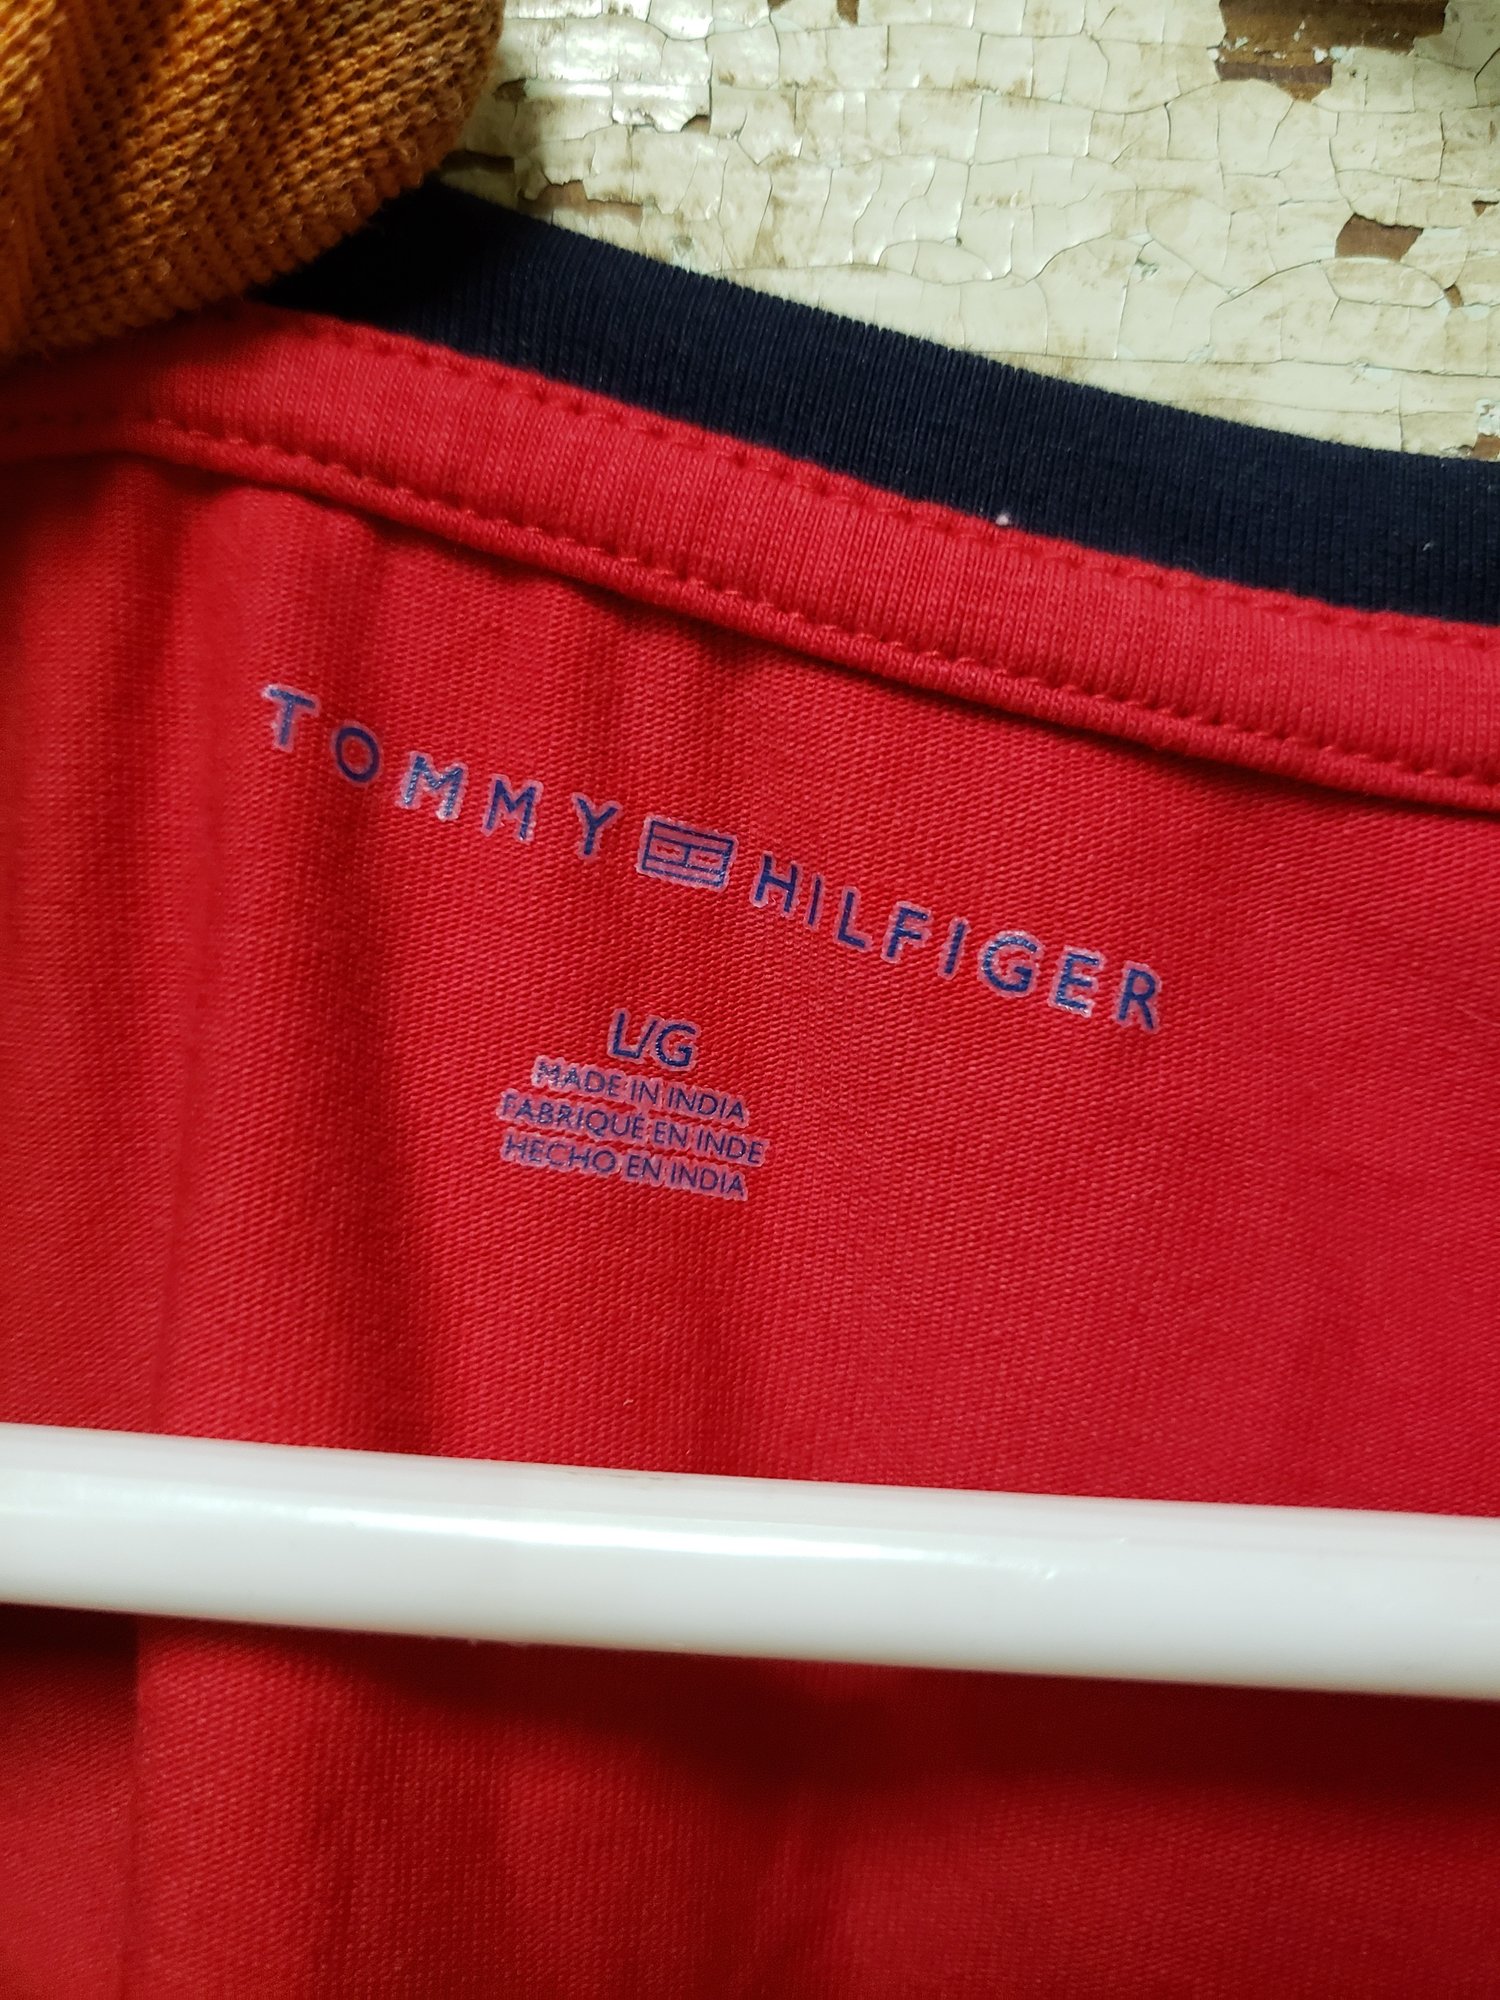 TOMMY HILFIGER
L/G
MADE IN INDIA
FABRIQUÉ EN INDE
HECHO EN INDIA